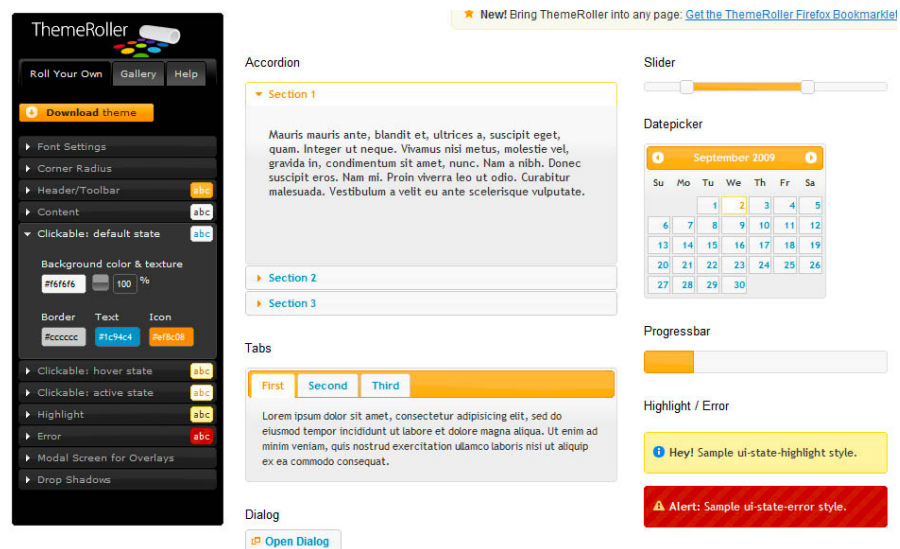 New! Bring ThemeRoller into any page: Get the ThemeRoller Firefox Bookmarklet
ThemeRoller
Roll Your Own
Gallery
Help
Download theme
Font Settings
Corner Radius
Header/Toolbar abc
Content abc
Clickable: default state abc
Background color & texture
#f6f6f6 100 %
Border Text Icon
#cccccc #1c94c4 #ef8c08
Clickable: hover state abc
Clickable: active state abc
Highlight abc
Error abc
Modal Screen for Overlays
Drop Shadows
Accordion
Section 1
Mauris mauris ante, blandit et, ultrices a, suscipit eget,
quam. Integer ut neque. Vivamus nisi metus, molestie vel,
gravida in, condimentum sit amet, nunc. Nam a nibh. Donec
suscipit eros. Nam mi. Proin viverra leo ut odio. Curabitur
malesuada. Vestibulum a velit eu ante scelerisque vulputate.
Section 2
Section 3
Tabs
First Second Third
Lorem ipsum dolor sit amet, consectetur adipisicing elit, sed do
eiusmod tempor incididunt ut labore et dolore magna aliqua. Ut enim ad
minim veniam, quis nostrud exercitation ullamco laboris nisi ut aliquip
ex ea commodo consequat.
Dialog
Open Dialog
Slider
Datepicker
September 2009
Su Mo Tu We Th Fr Sa
1 2 3 4 5
6 7 8 9 10 11 12
13 14 15 16 17 18 19
20 21 22 23 24 25 26
27 28 29 30
Progressbar
Highlight / Error
Hey! Sample ui-state-highlight style.
Alert: Sample ui-state-error style.